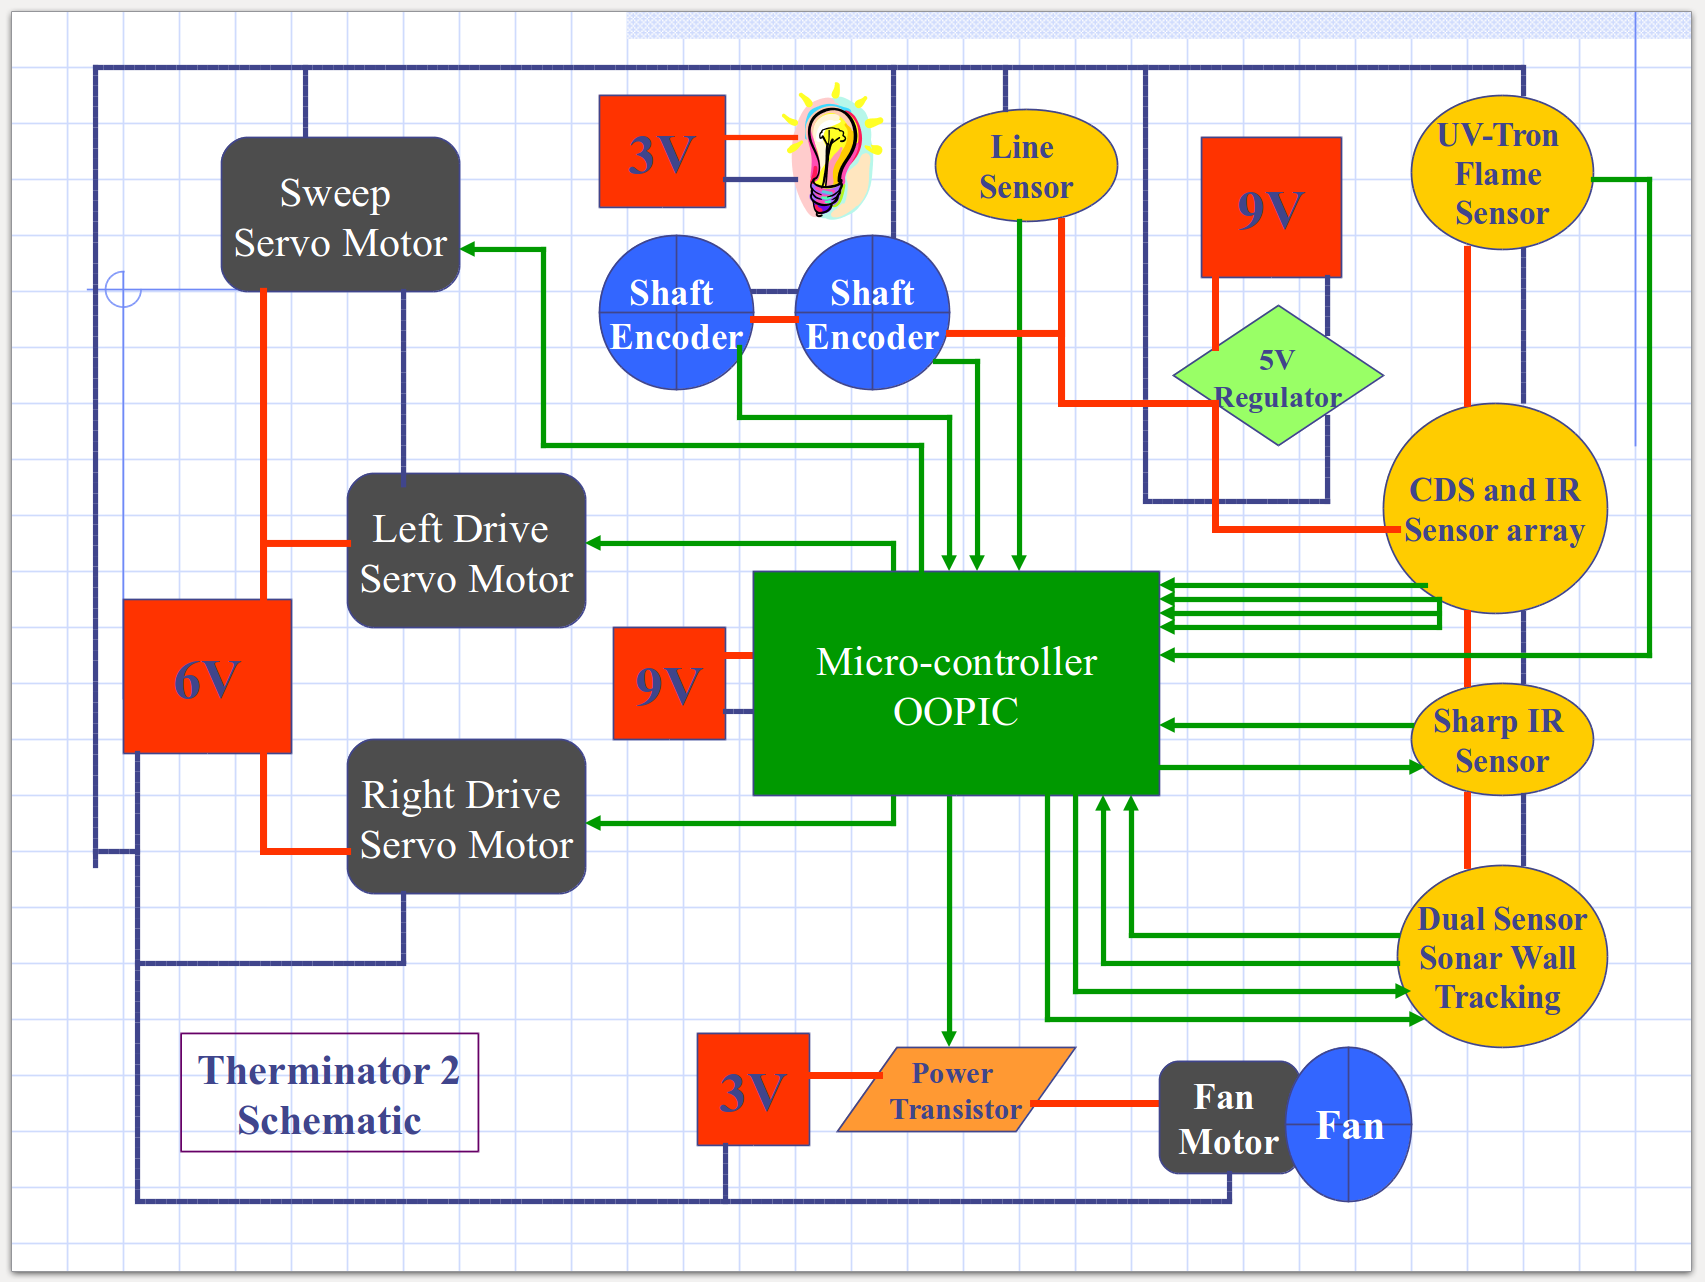 3V
Line
Sensor
UV-Tron
Flame
Sensor
Sweep
Servo Motor
9V
Shaft
Encoder
Shaft
Encoder
5V
Regulator
CDS and IR
Sensor array
Left Drive
Servo Motor
6V
9V
Micro-controller
OOPIC
Sharp IR
Sensor
Right Drive
Servo Motor
Dual Sensor
Sonar Wall
Tracking
Therminator 2
Schematic
3V
Power
Transistor
Fan
Motor
Fan